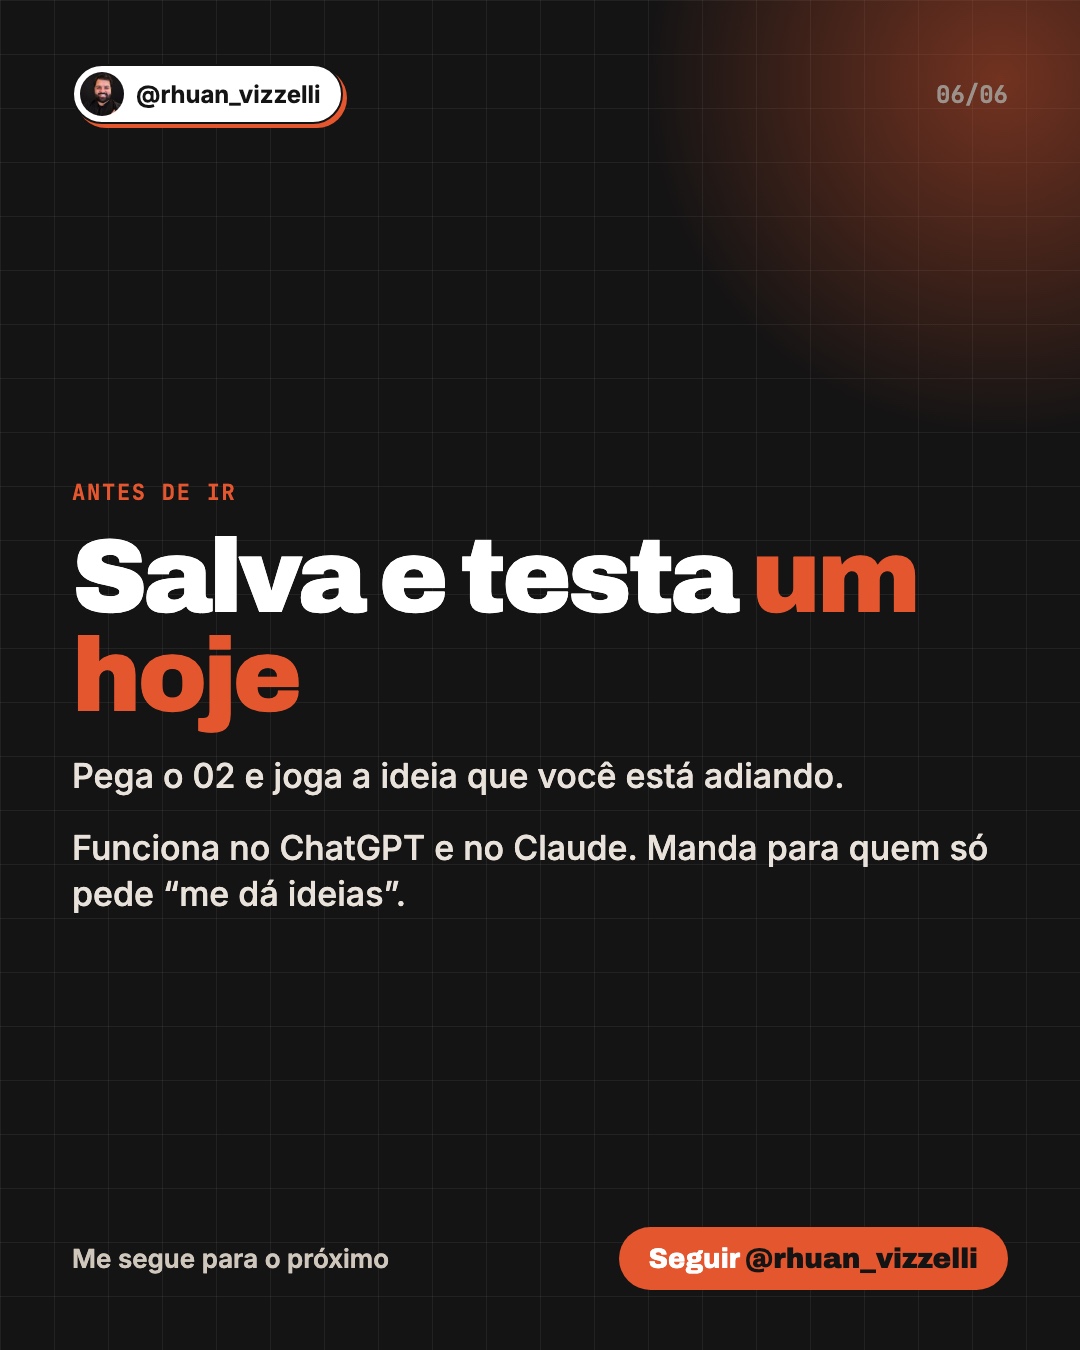 @rhuan_vizzelli
06/06
ANTES DE IR
Salva e testa um
hoje
Pega o 02 e joga a ideia que você está adiando.
Funciona no ChatGPT e no Claude. Manda para quem só
pede “me dá ideias”.
Me segue para o próximo
Seguir @rhuan_vizzelli